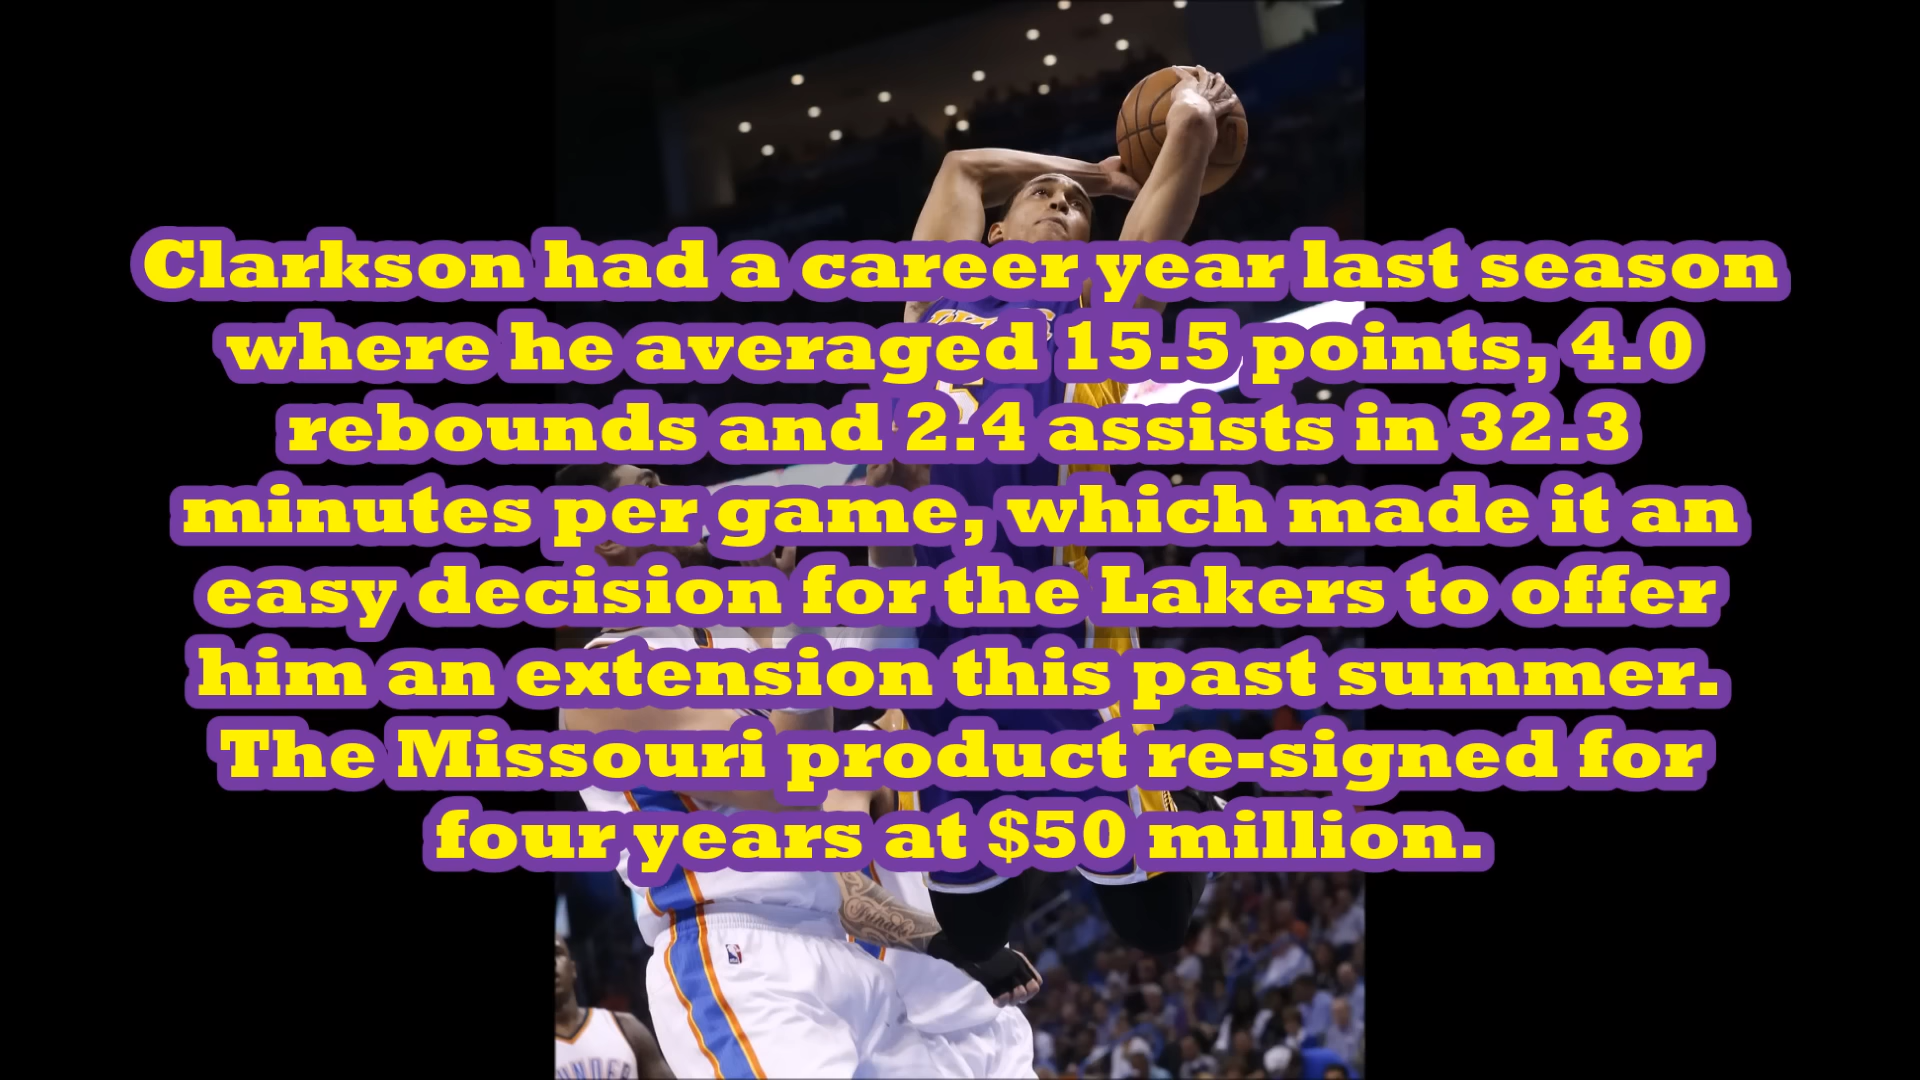 Clarkson had a career year last season
where he averaged 15.5 points, 4.0
rebounds and 2.4 assists in 32.3
minutes per game, which made it an
easy decision for the Lakers to offer
him an extension this past summer.
The Missouri product re-signed for
four years at $50 million.